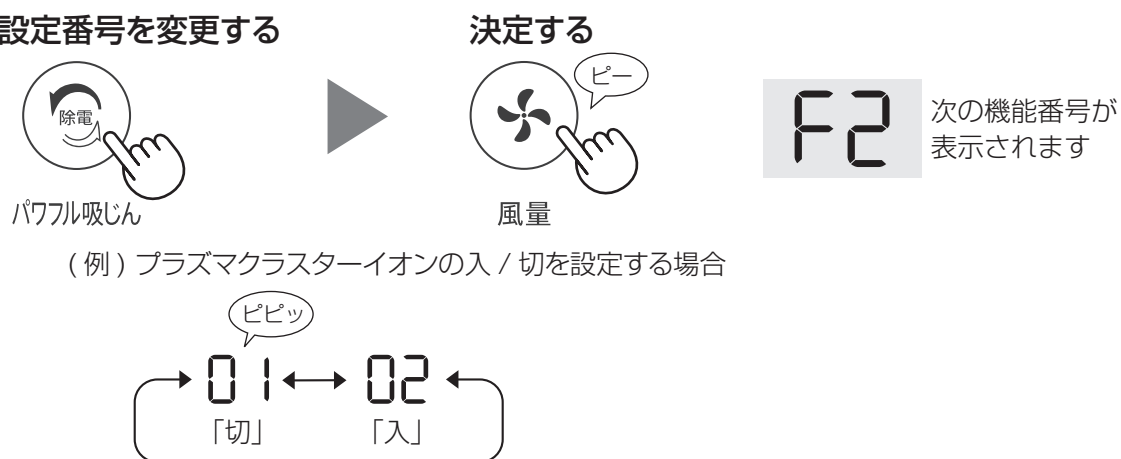 設定番号を変更する
決定する
除電
ピー
パワフル吸じん
風量
F2
次の機能番号が
表示されます
( 例 ) プラズマクラスターイオンの入 / 切を設定する場合
ピピッ
01
02
「切」
「入」